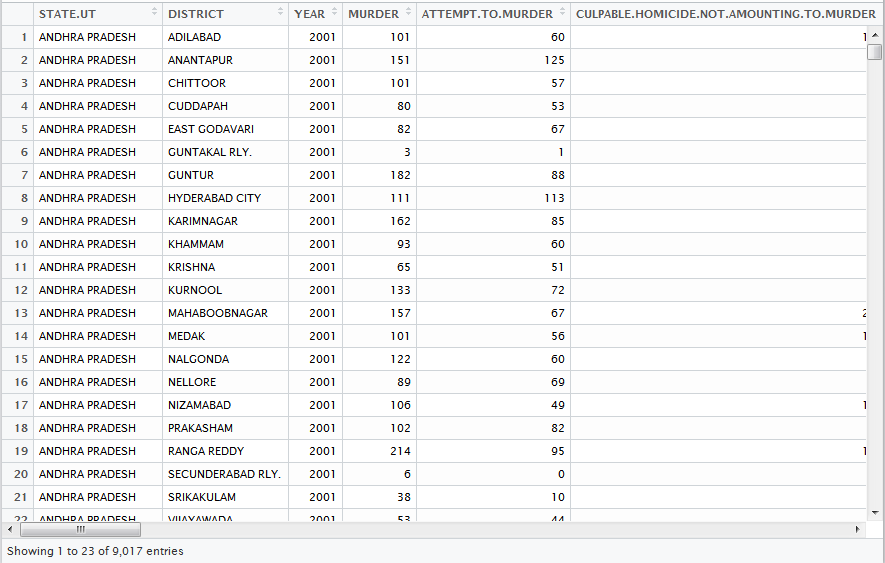 STATE.UT DISTRICT YEAR MURDER ATTEMPT.TO.MURDER CULPABLE.HOMICIDE.NOT.AMOUNTING.TO.MURDER
1 ANDHRA PRADESH ADILABAD 2001 101 60 1
2 ANDHRA PRADESH ANANTAPUR 2001 151 125
3 ANDHRA PRADESH CHITTOOR 2001 101 57
4 ANDHRA PRADESH CUDDAPAH 2001 80 53
5 ANDHRA PRADESH EAST GODAVARI 2001 82 67
6 ANDHRA PRADESH GUNTAKAL RLY. 2001 3 1
7 ANDHRA PRADESH GUNTUR 2001 182 88
8 ANDHRA PRADESH HYDERABAD CITY 2001 111 113
9 ANDHRA PRADESH KARIMNAGAR 2001 162 85
10 ANDHRA PRADESH KHAMMAM 2001 93 60
11 ANDHRA PRADESH KRISHNA 2001 65 51
12 ANDHRA PRADESH KURNOOL 2001 133 72
13 ANDHRA PRADESH MAHABOOBNAGAR 2001 157 67 2
14 ANDHRA PRADESH MEDAK 2001 101 56 1
15 ANDHRA PRADESH NALGONDA 2001 122 60
16 ANDHRA PRADESH NELLORE 2001 89 69
17 ANDHRA PRADESH NIZAMABAD 2001 106 49 1
18 ANDHRA PRADESH PRAKASHAM 2001 102 82
19 ANDHRA PRADESH RANGA REDDY 2001 214 95 1
20 ANDHRA PRADESH SECUNDERABAD RLY. 2001 6 0
21 ANDHRA PRADESH SRIKAKULAM 2001 38 10
22 ANDHRA PRADESH VIJAYAWADA 2001 53 44
Showing 1 to 23 of 9,017 entries